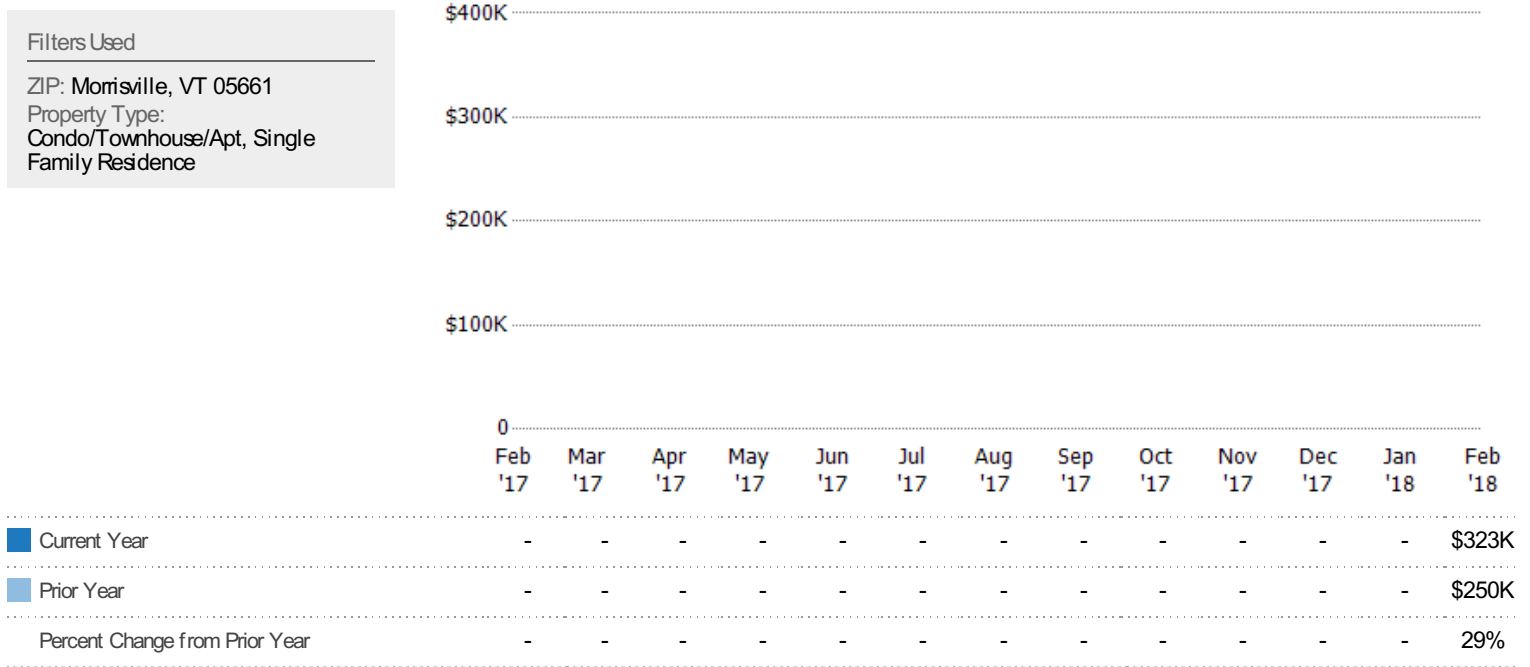 Filters Used
ZIP: Morrisville, VT 05661
Property Type:
Condo/Townhouse/Apt, Single
Family Residence
$400K
$300K
$200K
$100K
0
Feb Mar Apr May Jun Jul Aug Sep Oct Nov Dec Jan Feb
'17 '17 '17 '17 '17 '17 '17 '17 '17 '17 '17 '18 '18
Current Year - - - - - - - - - - - - $323K
Prior Year - - - - - - - - - - - - $250K
Percent Change from Prior Year - - - - - - - - - - - - 29%